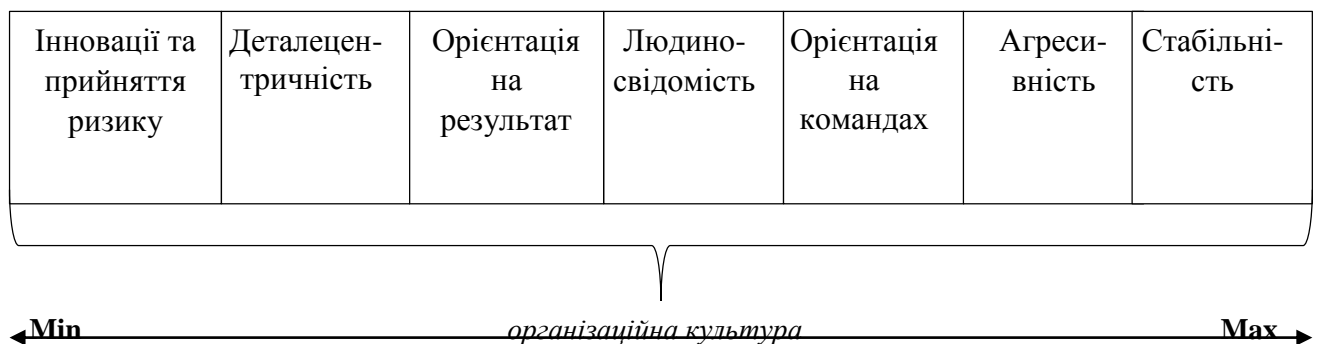 Інновації та
прийняття
ризику
Деталецен-
тричність
Орієнтація
на
результат
Людино-
свідомість
Орієнтація
на
командах
Агреси-
вність
Стабільні-
сть
Min
організаційна культура
Max